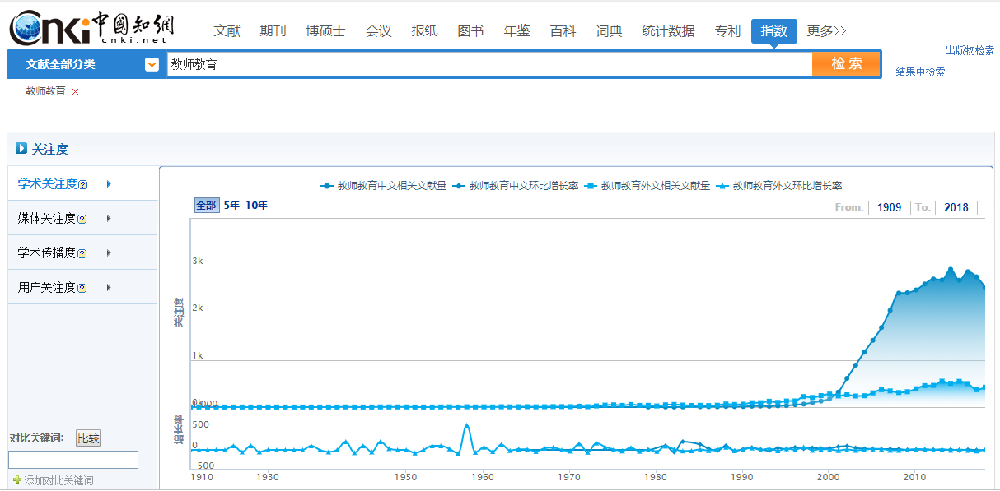 Cnki中國知網
cnki.net
文献 期刊 博硕士 会议 报纸 图书 年鉴 百科 词典 统计数据 专利 指数 更多>>
出版物检索
文献全部分类 教师教育 检索 结果中检索
教师教育 ×
关注度
学术关注度?
媒体关注度?
学术传播度?
用户关注度?
对比关键词: 比较
添加对比关键词
教师教育中文相关文献量 教师教育中文环比增长率 教师教育外文相关文献量 教师教育外文环比增长率
全部 5年 10年 From: 1909 To: 2018
关注度
3k
2k
1k
0k
1,000
增长率
500
0
-500
1910 1930 1950 1960 1970 1980 1990 2000 2010